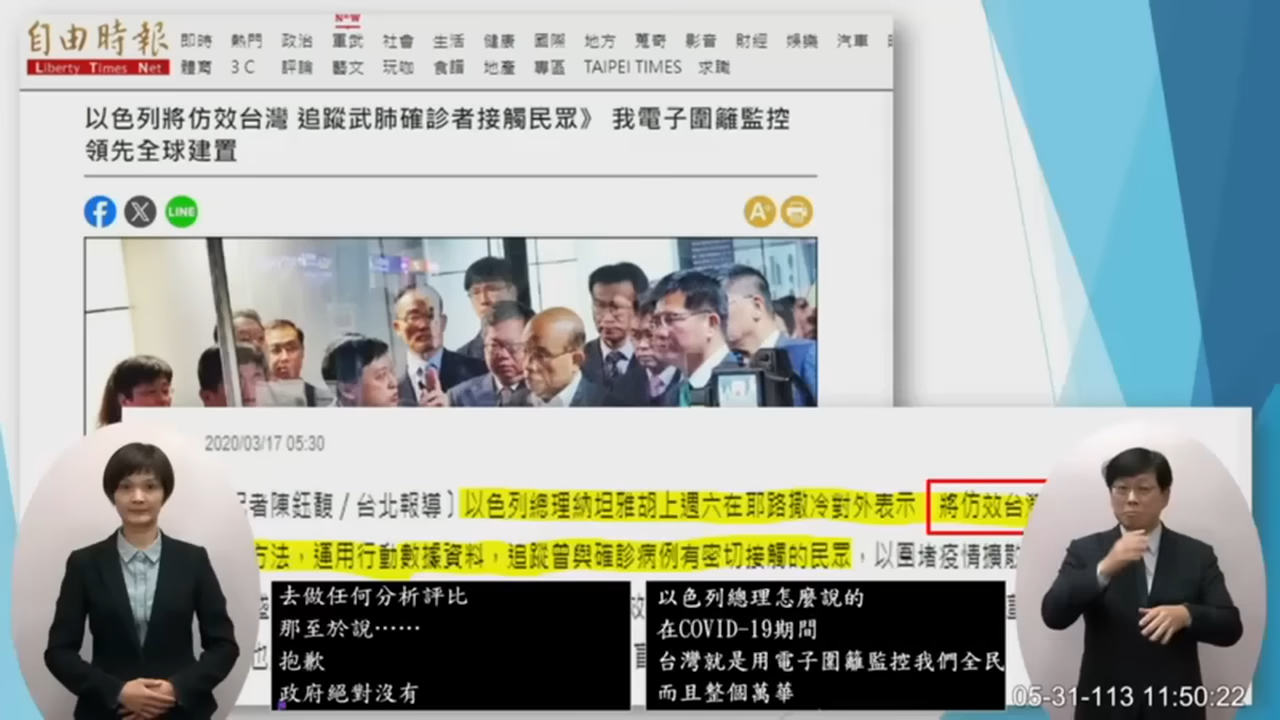 自由時報
Liberty Times Net
NEW
即時 熱門 政治 軍武 社會 生活 健康 國際 地方 蒐奇 影音 財經 娛樂 汽車
體育 3C 評論 藝文 玩咖 食譜 地產 專區 TAIPEI TIMES 求職
以色列將仿效台灣 追蹤武肺確診者接觸民眾》 我電子圍籬監控
領先全球建置
LINE
A+
2020/03/17 05:30
者陳鈺馥/台北報導〕以色列總理納坦雅胡上週六在耶路撒冷對外表示 將仿效台
方法,運用行動數據資料,追蹤曾與確診病例有密切接觸的民眾,以圍堵疫情擴散
去做任何分析評比
那至於說……
抱歉
政府絕對沒有
以色列總理怎麼說的
在COVID-19期間
台灣就是用電子圍籬監控我們全民
而且整個萬華
05-31-113 11:50:22